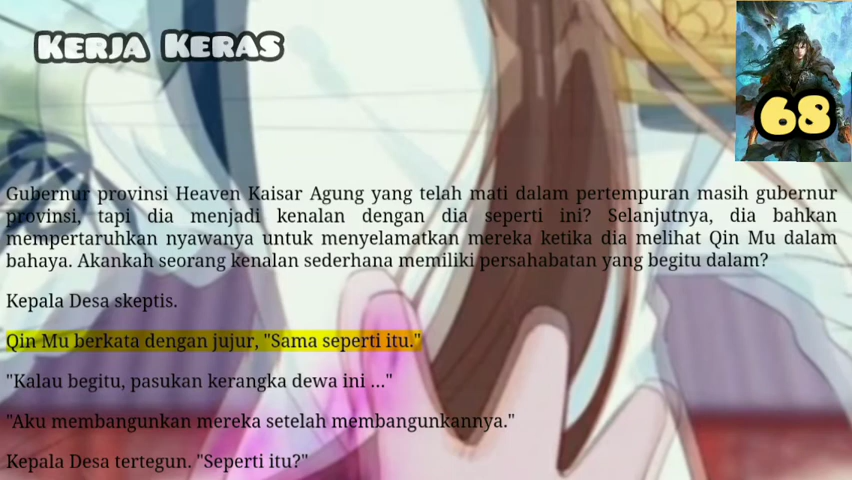 Kerja Keras
68
Gubernur provinsi Heaven Kaisar Agung yang telah mati dalam pertempuran masih gubernur
provinsi, tapi dia menjadi kenalan dengan dia seperti ini? Selanjutnya, dia bahkan
mempertaruhkan nyawanya untuk menyelamatkan mereka ketika dia melihat Qin Mu dalam
bahaya. Akankah seorang kenalan sederhana memiliki persahabatan yang begitu dalam?
Kepala Desa skeptis.
Qin Mu berkata dengan jujur, "Sama seperti itu."
"Kalau begitu, pasukan kerangka dewa ini ..."
"Aku membangunkan mereka setelah membangunkannya."
Kepala Desa tertegun. "Seperti itu?"